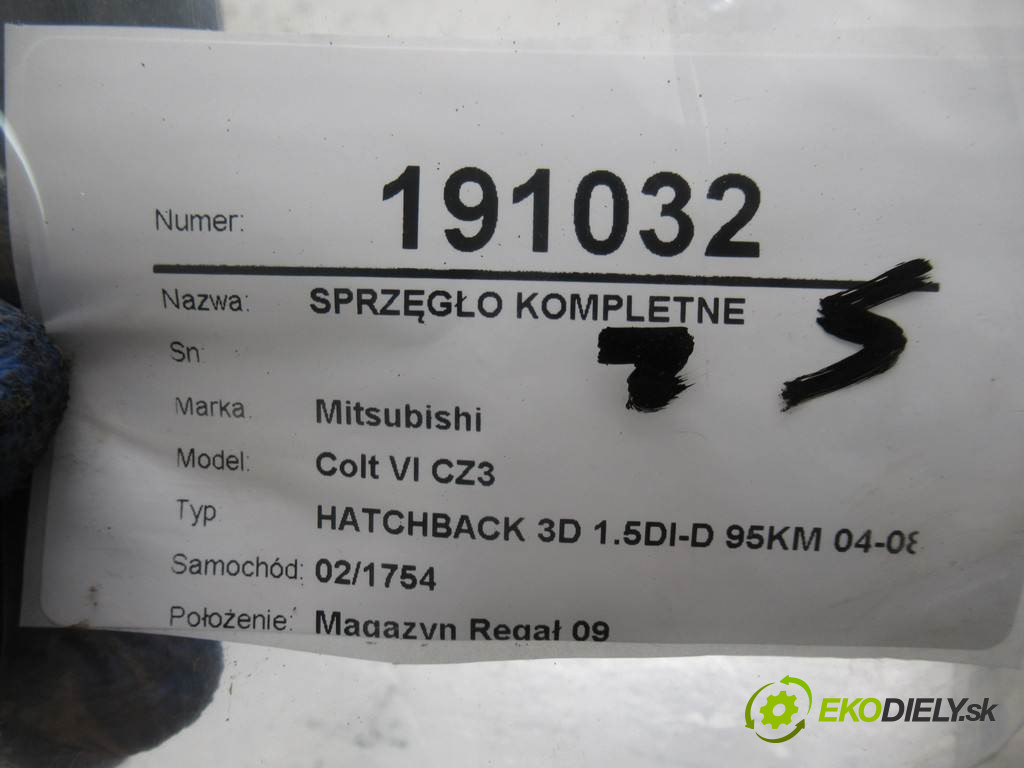 Numer: 191032
Nazwa: SPRZĘGŁO KOMPLETNE
Sn:
Marka: Mitsubishi
Model: Colt VI CZ3
Typ HATCHBACK 3D 1.5DI-D 95KM 04-08
Samochód: 02/1754
Położenie: Magazyn Regał 09
EKODIELY.sk